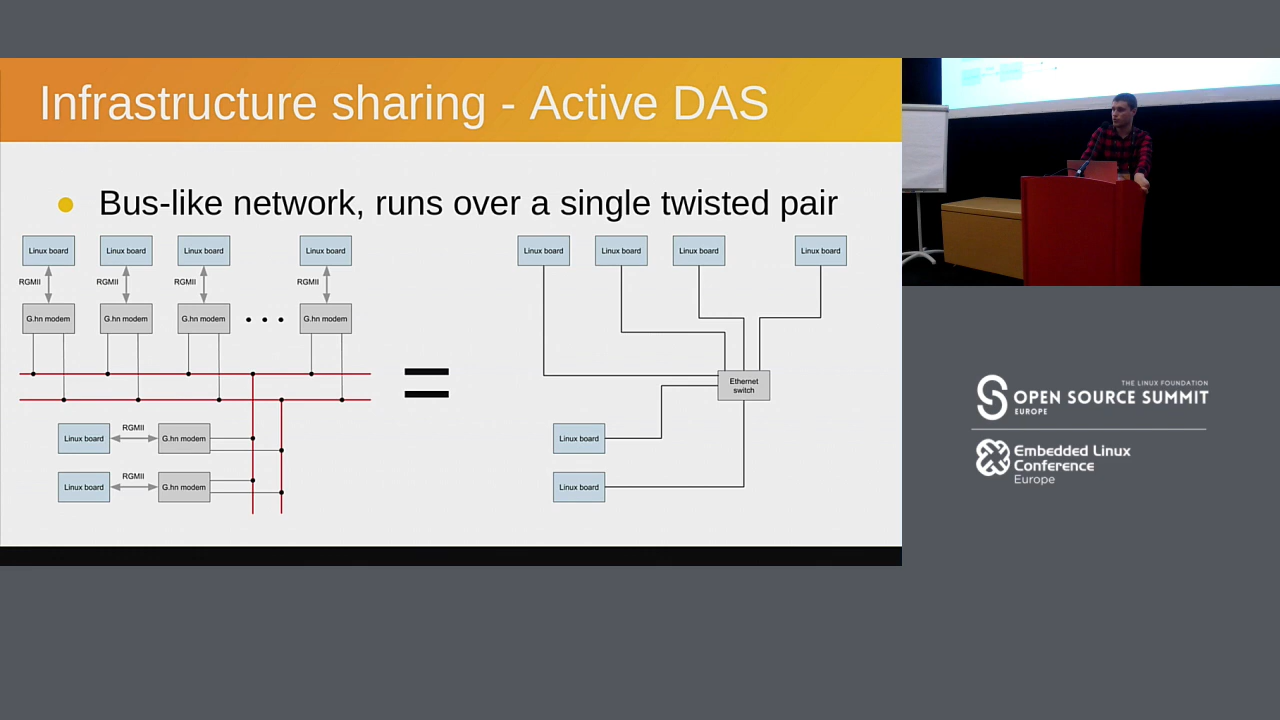 Infrastructure sharing - Active DAS
Bus-like network, runs over a single twisted pair
Linux board
Linux board
Linux board
Linux board
RGMII
RGMII
RGMII
RGMII
G.hn modem
G.hn modem
G.hn modem
• • •
G.hn modem
Linux board
RGMII
G.hn modem
Linux board
RGMII
G.hn modem
=
Linux board
Linux board
Linux board
Linux board
Ethernet
switch
Linux board
Linux board
THE LINUX FOUNDATION
OPEN SOURCE SUMMIT
EUROPE
Embedded Linux
Conference
Europe